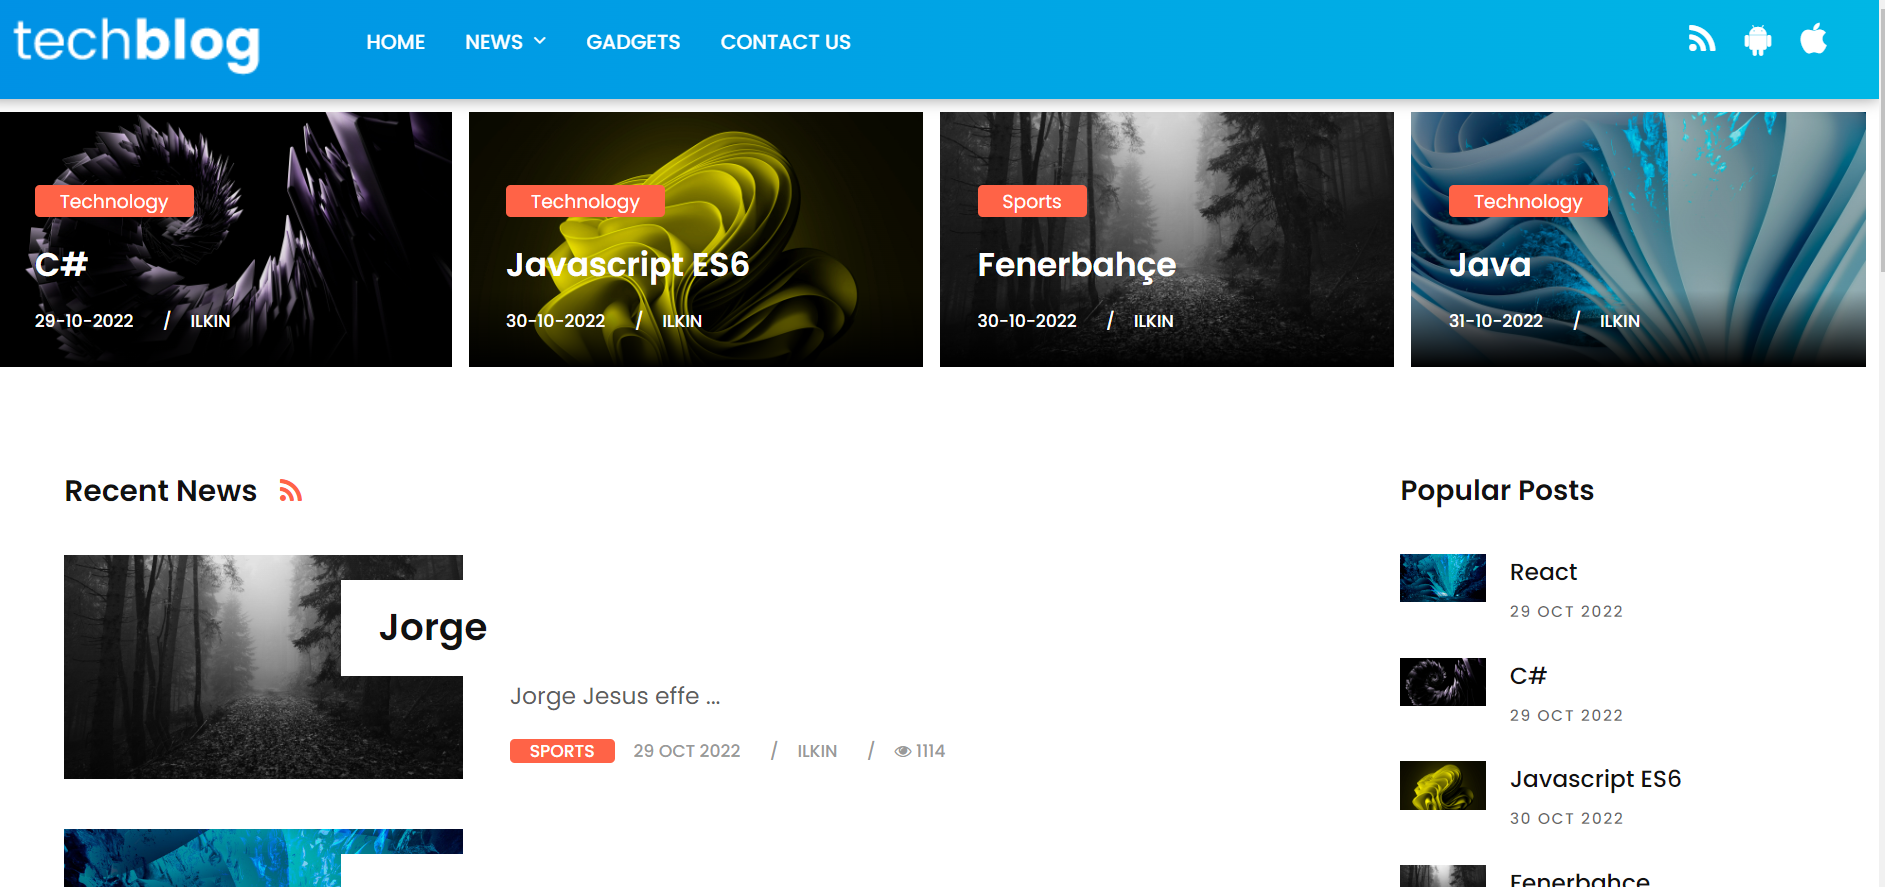 techblog
HOME NEWS GADGETS CONTACT US
Technology
C#
29-10-2022 / ILKIN
Technology
Javascript ES6
30-10-2022 / ILKIN
Sports
Fenerbahçe
30-10-2022 / ILKIN
Technology
Java
31-10-2022 / ILKIN
Recent News
Jorge
Jorge Jesus effe ...
SPORTS 29 OCT 2022 / ILKIN / 1114
Popular Posts
React
29 OCT 2022
C#
29 OCT 2022
Javascript ES6
30 OCT 2022
Fenerbahçe